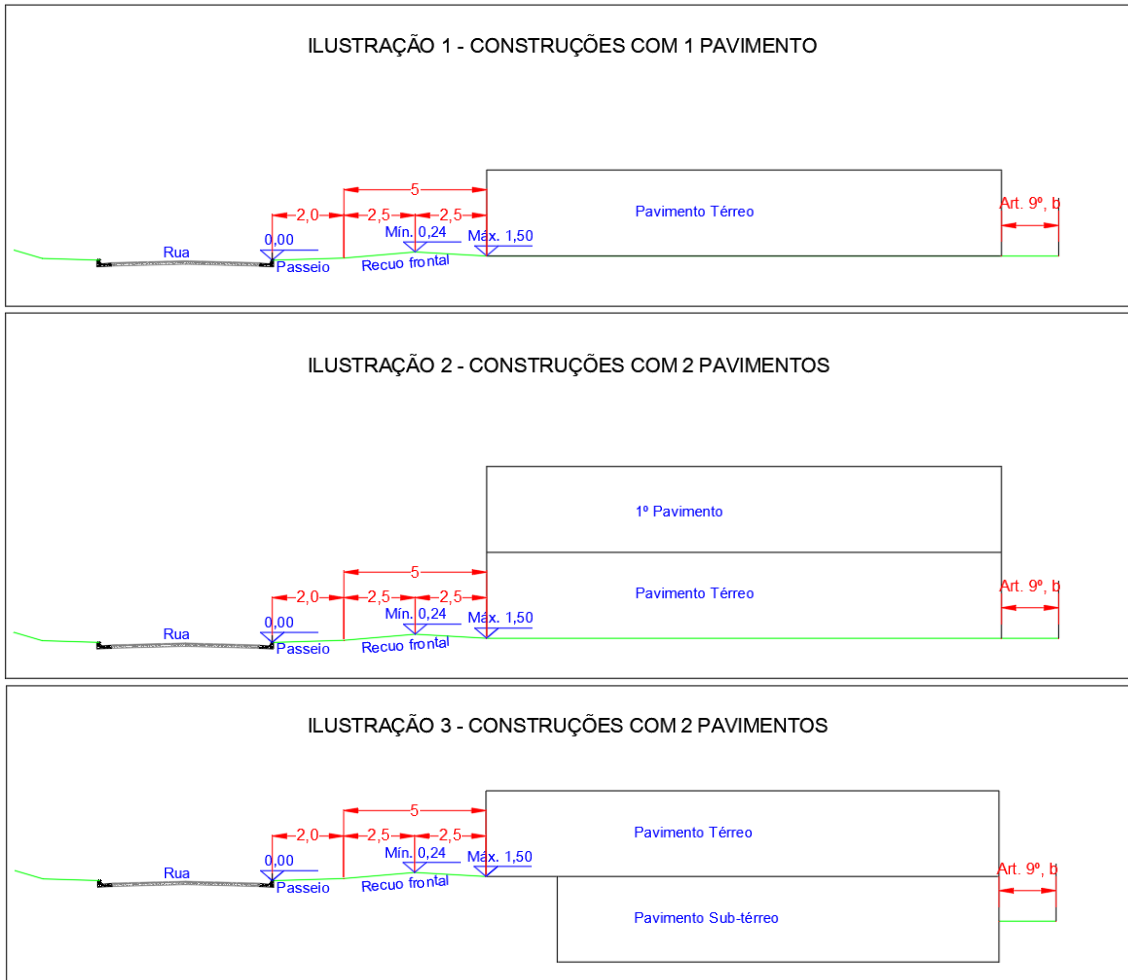 ILUSTRAÇÃO 1 - CONSTRUÇÕES COM 1 PAVIMENTO
5
Art. 9º, b
2,0 2,5 2,5
Pavimento Térreo
0,00 Mín. 0,24 Máx. 1,50
Rua
Passeio Recuo frontal
ILUSTRAÇÃO 2 - CONSTRUÇÕES COM 2 PAVIMENTOS
1º Pavimento
5
Art. 9º, b
2,0 2,5 2,5
Pavimento Térreo
0,00 Mín. 0,24 Máx. 1,50
Rua
Passeio Recuo frontal
ILUSTRAÇÃO 3 - CONSTRUÇÕES COM 2 PAVIMENTOS
5
2,0 2,5 2,5
Pavimento Térreo
0,00 Mín. 0,24 Máx. 1,50
Rua
Art. 9º, b
Passeio Recuo frontal
Pavimento Sub-térreo